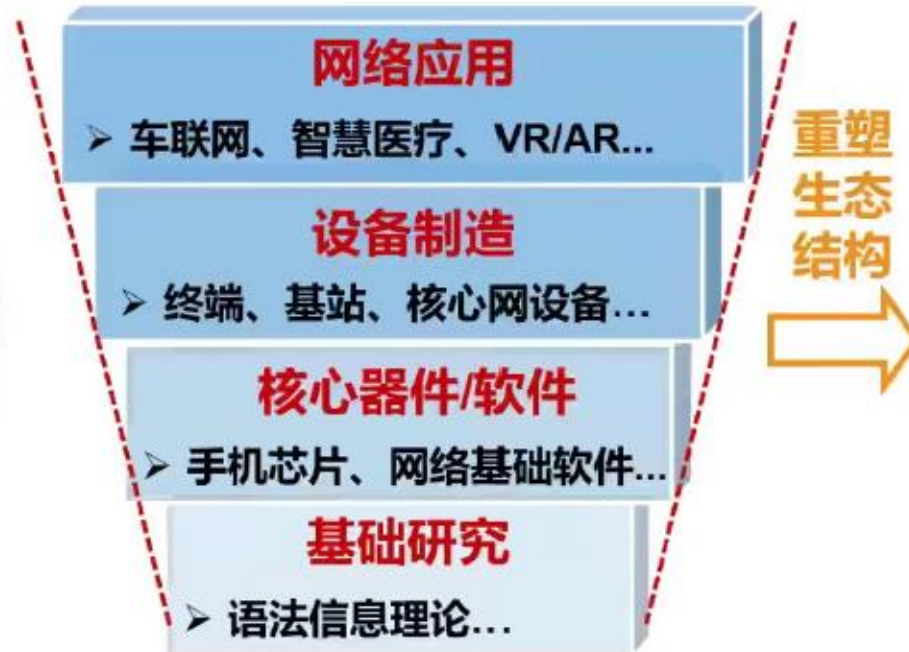 网络应用
➢ 车联网、智慧医疗、VR/AR...
设备制造
➢ 终端、基站、核心网设备...
核心器件/软件
➢ 手机芯片、网络基础软件...
基础研究
➢ 语法信息理论...
重塑
生态
结构